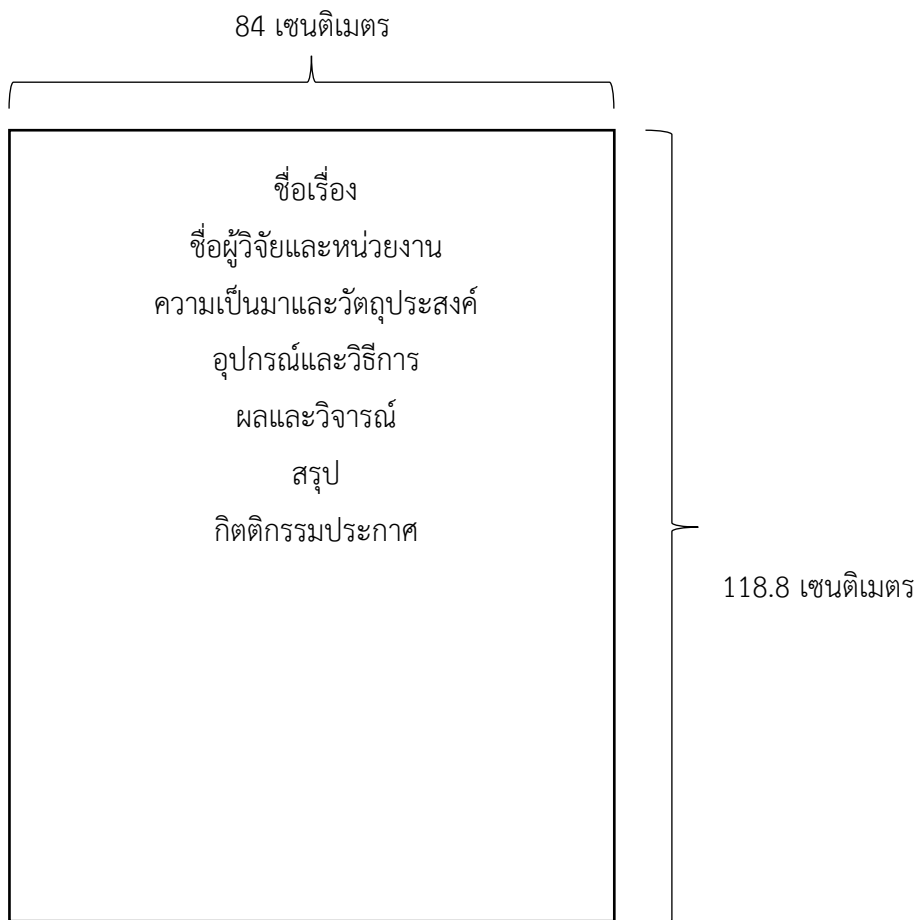 84 เซนติเมตร
ชื่อเรื่อง
ชื่อผู้วิจัยและหน่วยงาน
ความเป็นมาและวัตถุประสงค์
อุปกรณ์และวิธีการ
ผลและวิจารณ์
สรุป
กิตติกรรมประกาศ
118.8 เซนติเมตร